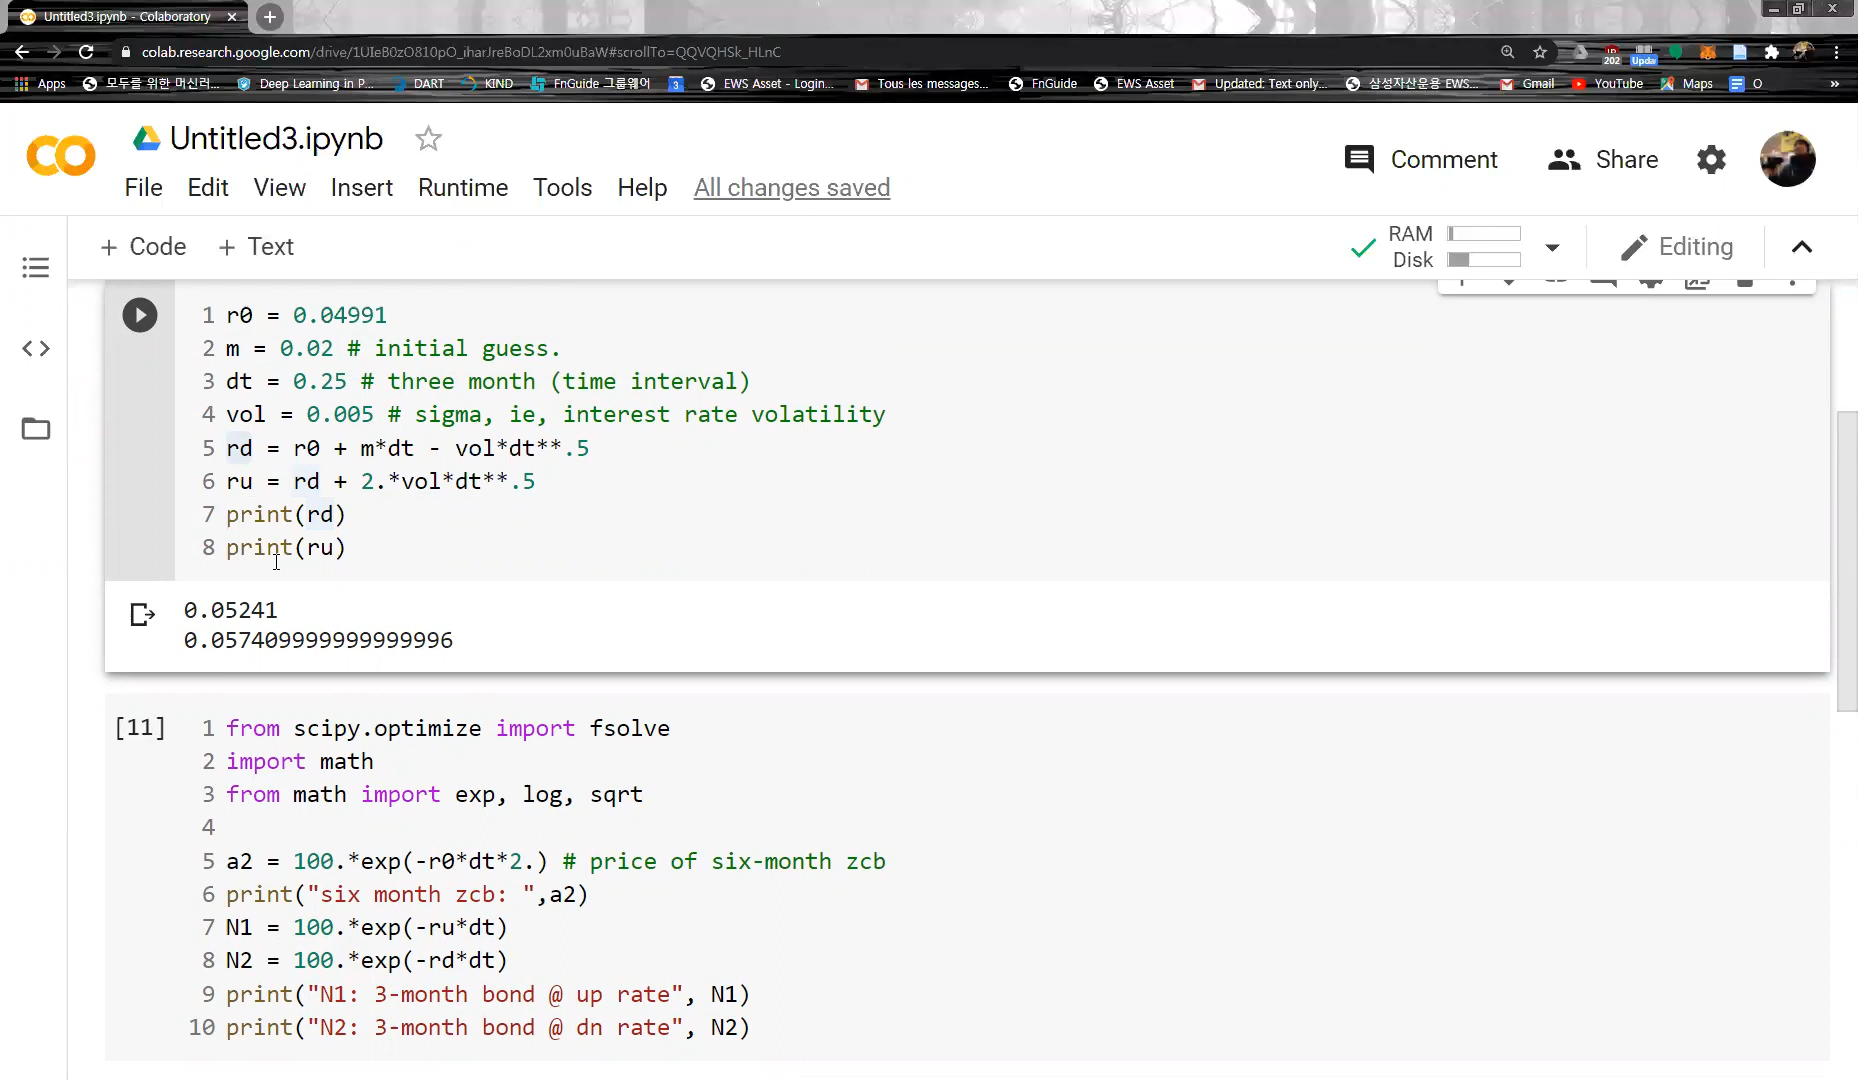 Untitled3.ipynb - Colaboratory
colab.research.google.com/drive/1UIeB0zO810pO_iharJreBoDL2xm0uBaW#scrollTo=QQVQHSk_HLnC
202
Upda
Apps 모두를 위한 머신러... Deep Learning in P... DART KIND FnGuide 그룹웨어 3 EWS Asset - Login... Tous les messages... FnGuide EWS Asset Updated: Text only,... 삼성자산운용 EWS... Gmail YouTube Maps O »
CO Untitled3.ipynb
Comment Share
File Edit View Insert Runtime Tools Help All changes saved
+ Code + Text
RAM
Disk
Editing
1 r0 = 0.04991
2 m = 0.02 # initial guess.
3 dt = 0.25 # three month (time interval)
4 vol = 0.005 # sigma, ie, interest rate volatility
5 rd = r0 + m*dt - vol*dt**.5
6 ru = rd + 2.*vol*dt**.5
7 print(rd)
8 print(ru)
0.05241
0.057409999999999996
[11]
1 from scipy.optimize import fsolve
2 import math
3 from math import exp, log, sqrt
4
5 a2 = 100.*exp(-r0*dt*2.) # price of six-month zcb
6 print("six month zcb: ",a2)
7 N1 = 100.*exp(-ru*dt)
8 N2 = 100.*exp(-rd*dt)
9 print("N1: 3-month bond @ up rate", N1)
10 print("N2: 3-month bond @ dn rate", N2)